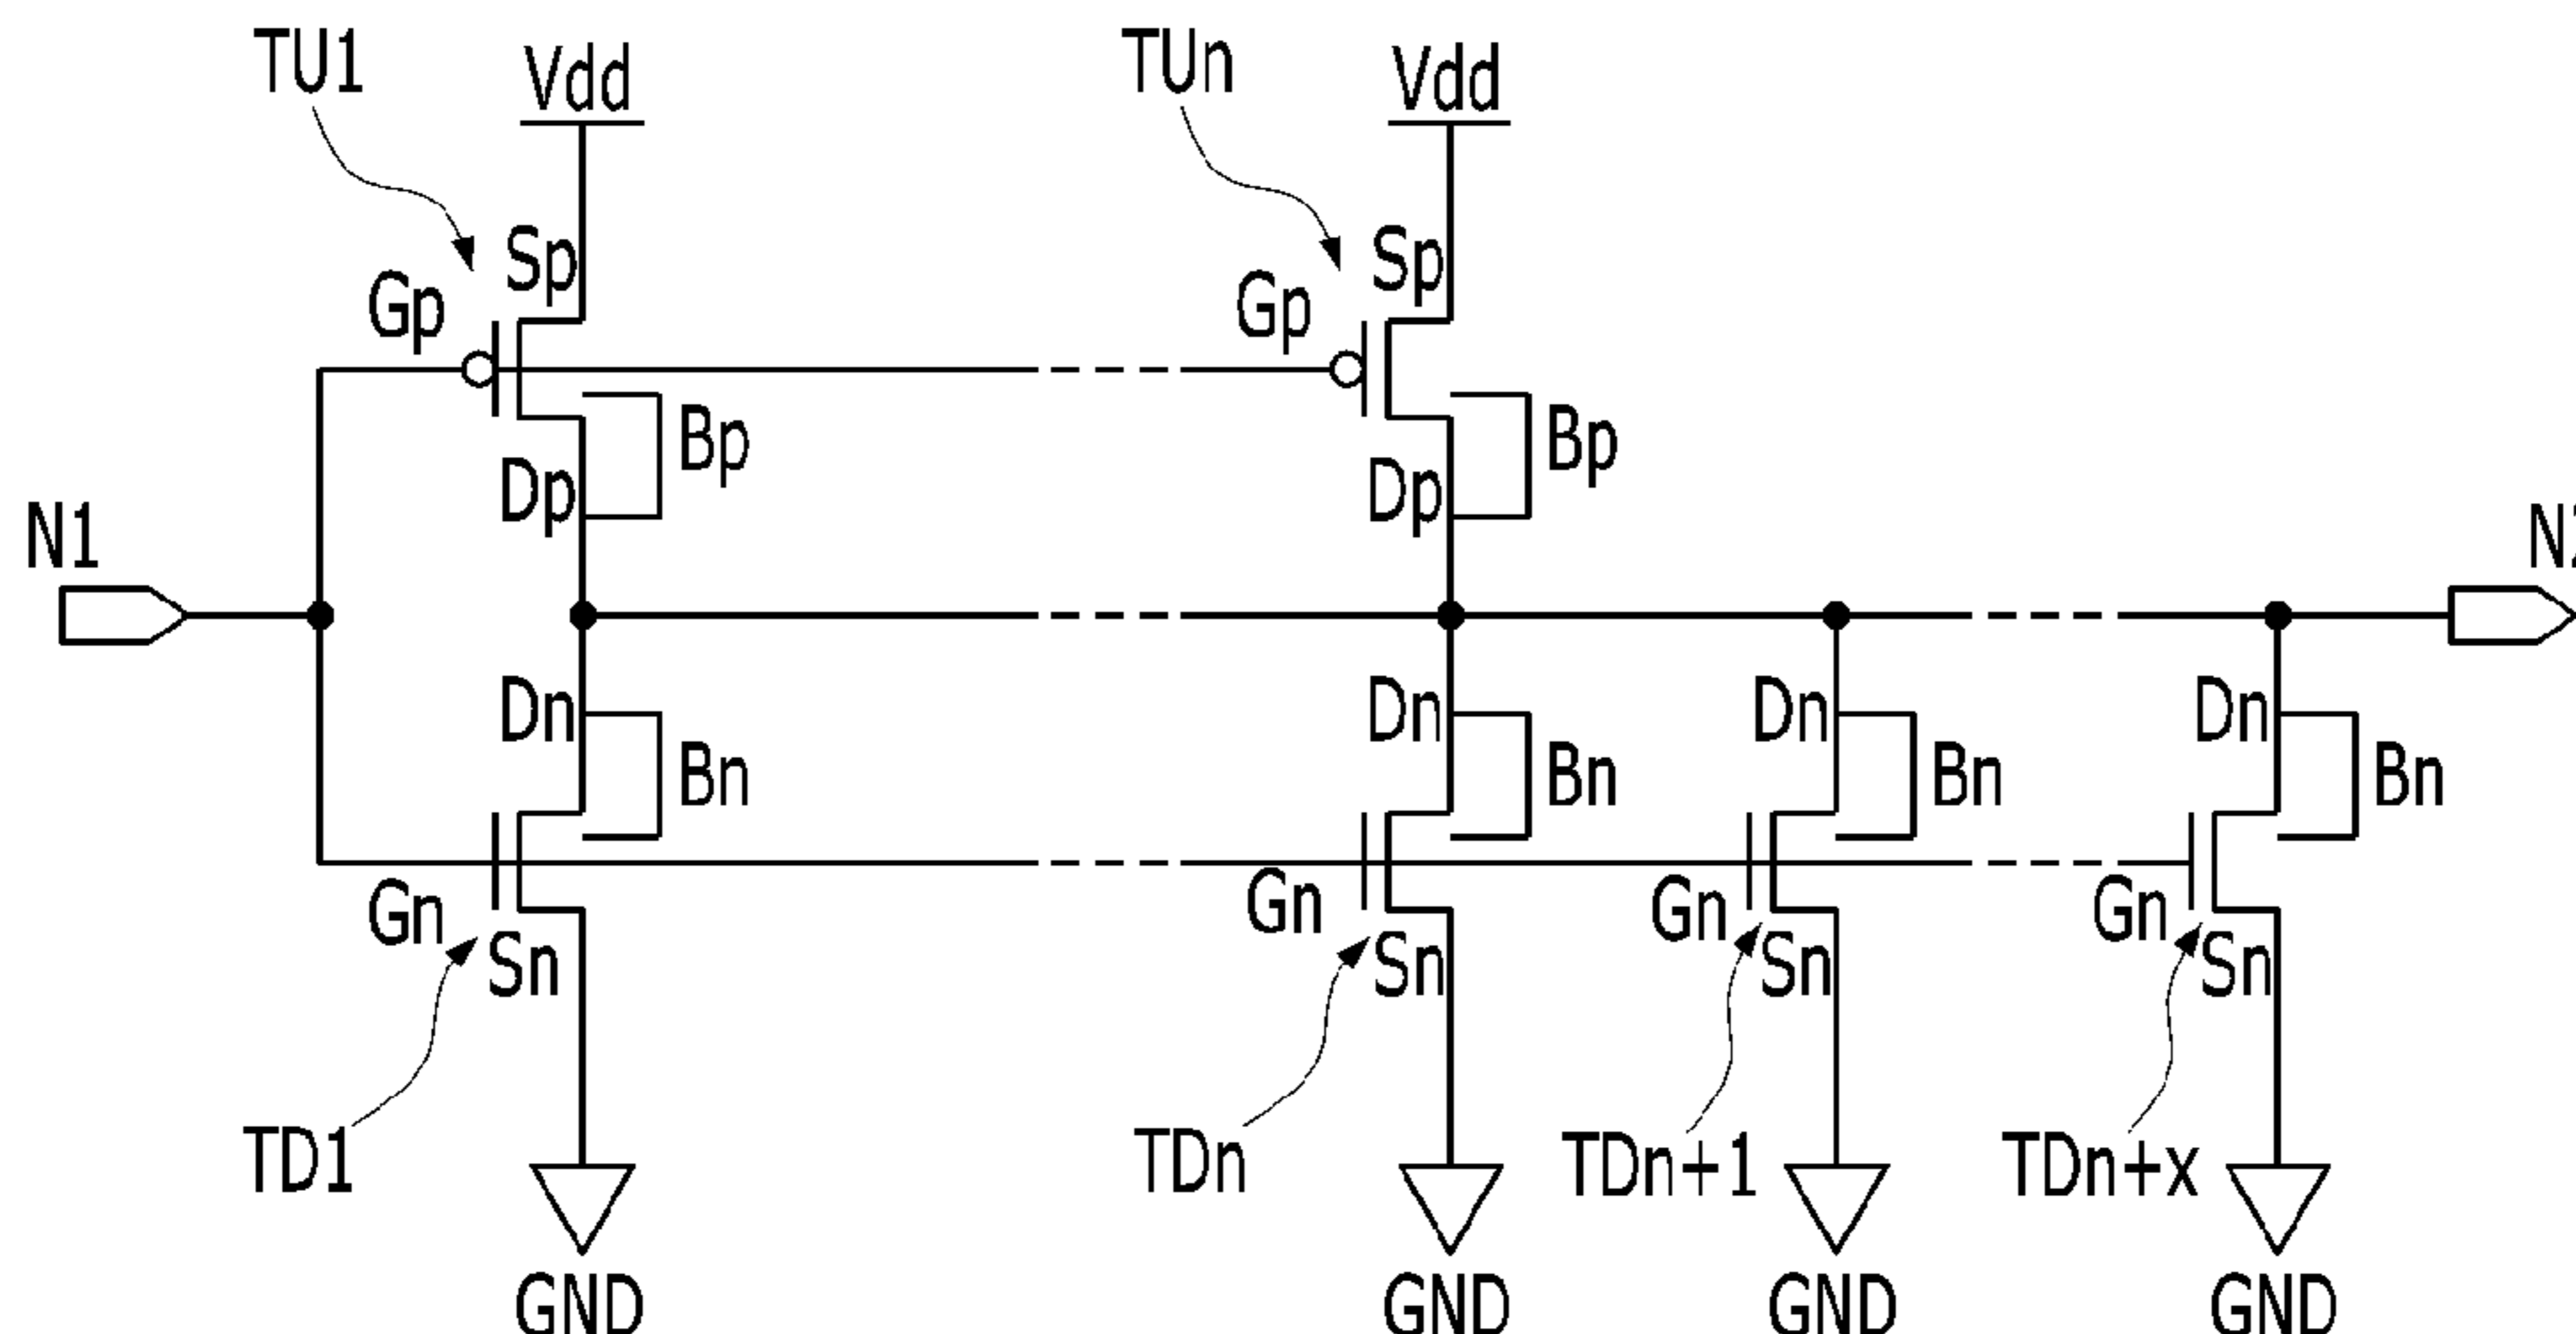 TU1
Vdd
TUn
Vdd
Sp
Gp
Sp
Gp
Bp
Bp
Dp
Dp
N1
Dn
Dn
Dn
Dn
Bn
Bn
Bn
Bn
Gn
Gn
Gn
Gn
Sn
Sn
Sn
Sn
TD1
TDn
TDn+1
TDn+x
GND
GND
GND
GND